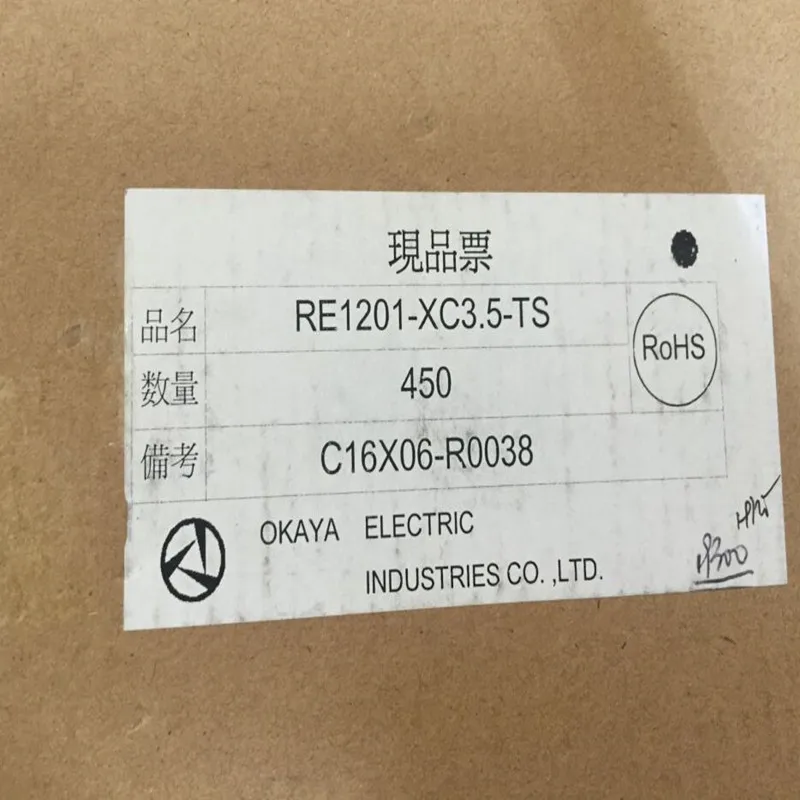 現品票
品名 RE1201-XC3.5-TS
RoHS
数量 450
備考 C16X06-R0038
OKAYA ELECTRIC
INDUSTRIES CO. ,LTD.